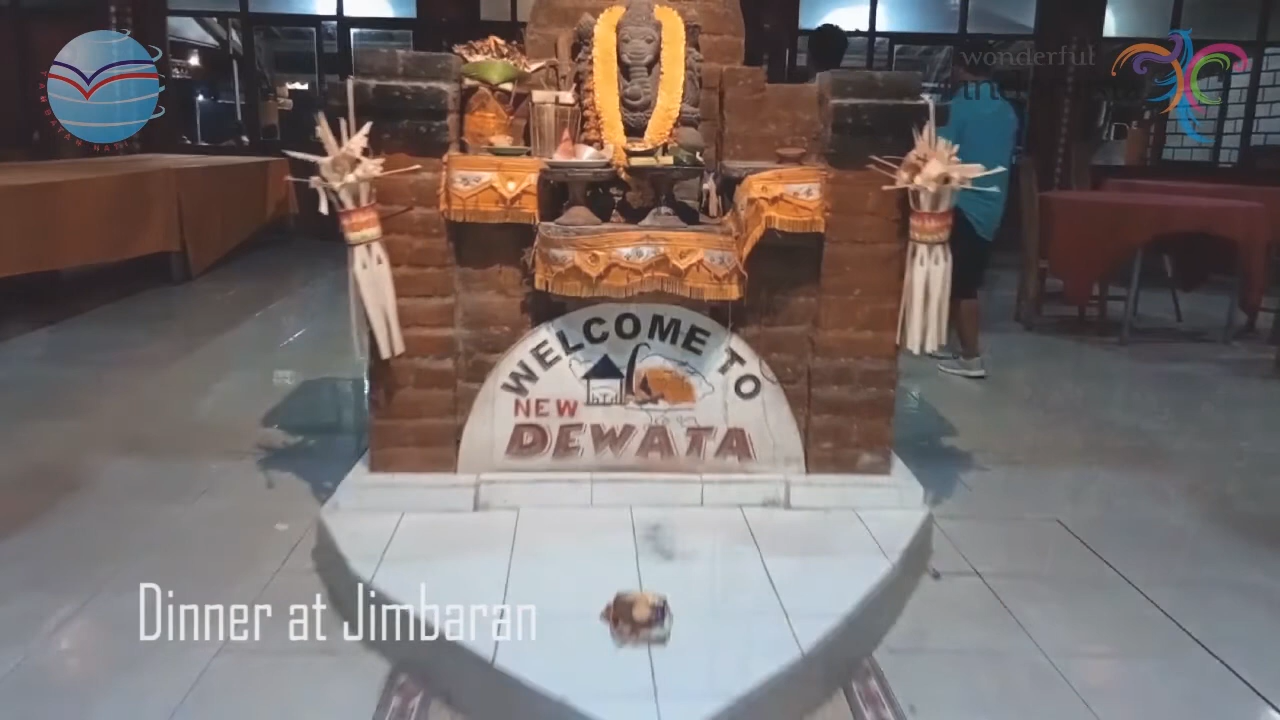 wonderful
WELCOME TO
NEW
DEWATA
Dinner at Jimbaran